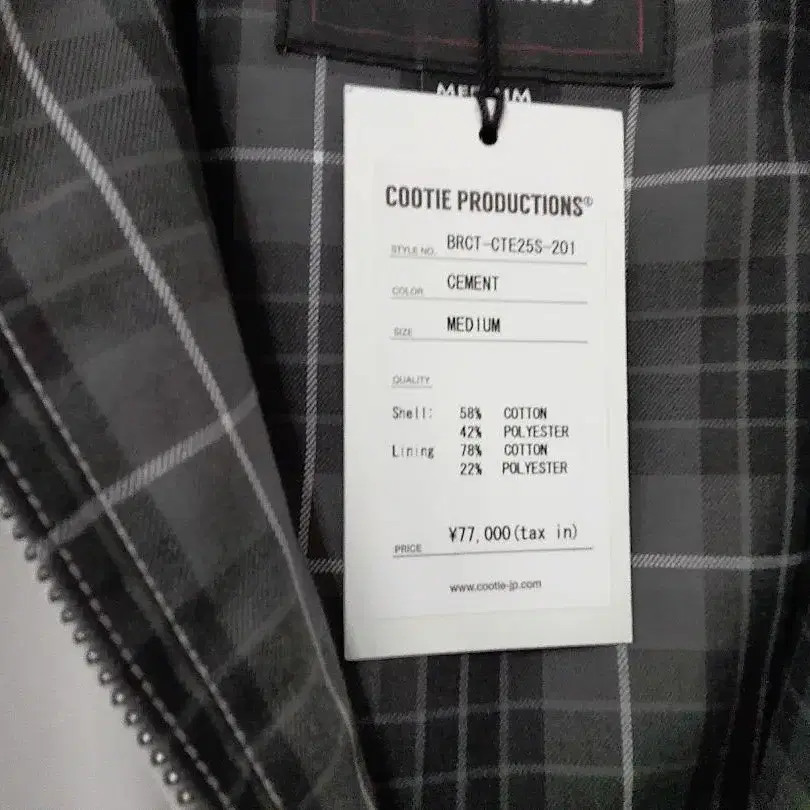 MEDIUM
COOTIE PRODUCTIONS®
STYLE NO. BRCT-CTE25S-201
COLOR CEMENT
SIZE MEDIUM
QUALITY
Shell: 58% COTTON
42% POLYESTER
Lining 78% COTTON
22% POLYESTER
PRICE ¥77,000(tax in)
www.cootie-jp.com